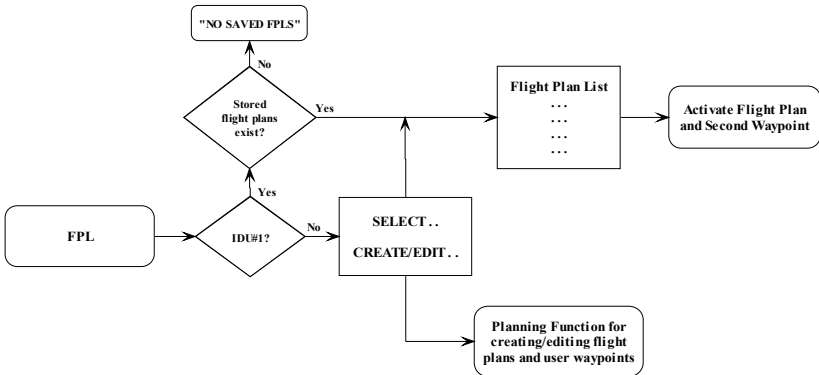 "NO SAVED FPLS"
No
Stored
flight plans
exist?
Yes
Flight Plan List
. . .
. . .
. . .
. . .
Activate Flight Plan
and Second Waypoint
Yes
FPL
IDU#1?
No
SELECT . .
CREATE/EDIT . .
Planning Function for
creating/editing flight
plans and user waypoints